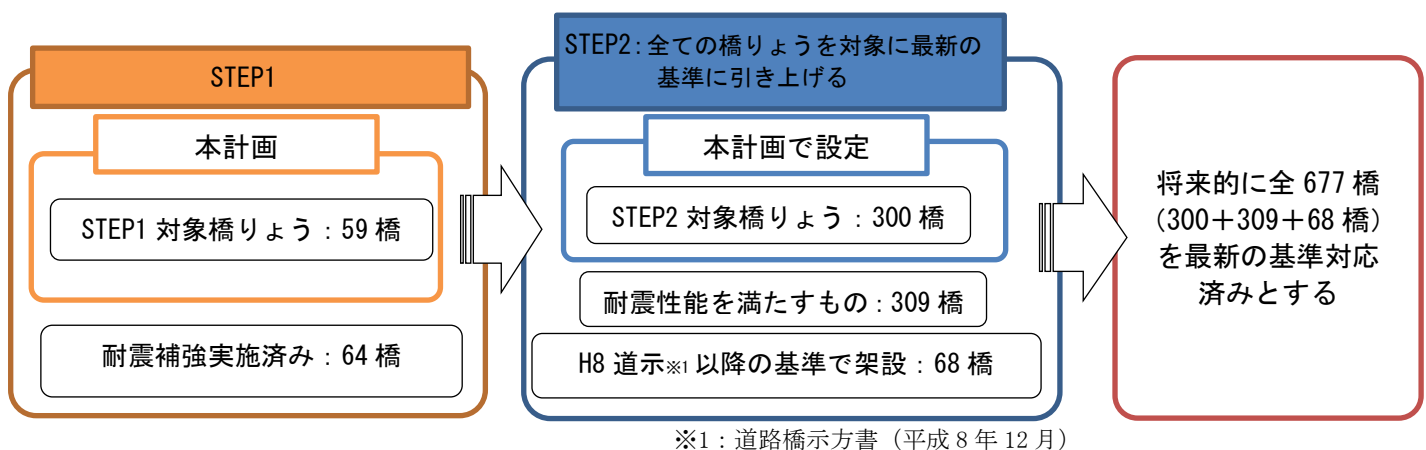 STEP1
本計画
STEP1 対象橋りょう：59 橋
耐震補強実施済み：64 橋
STEP2：全ての橋りょうを対象に最新の
基準に引き上げる
本計画で設定
STEP2 対象橋りょう：300 橋
耐震性能を満たすもの：309 橋
H8 道示※1 以降の基準で架設：68 橋
将来的に全 677 橋
（300＋309＋68 橋）
を最新の基準対応
済みとする
※1：道路橋示方書（平成 8 年 12 月）